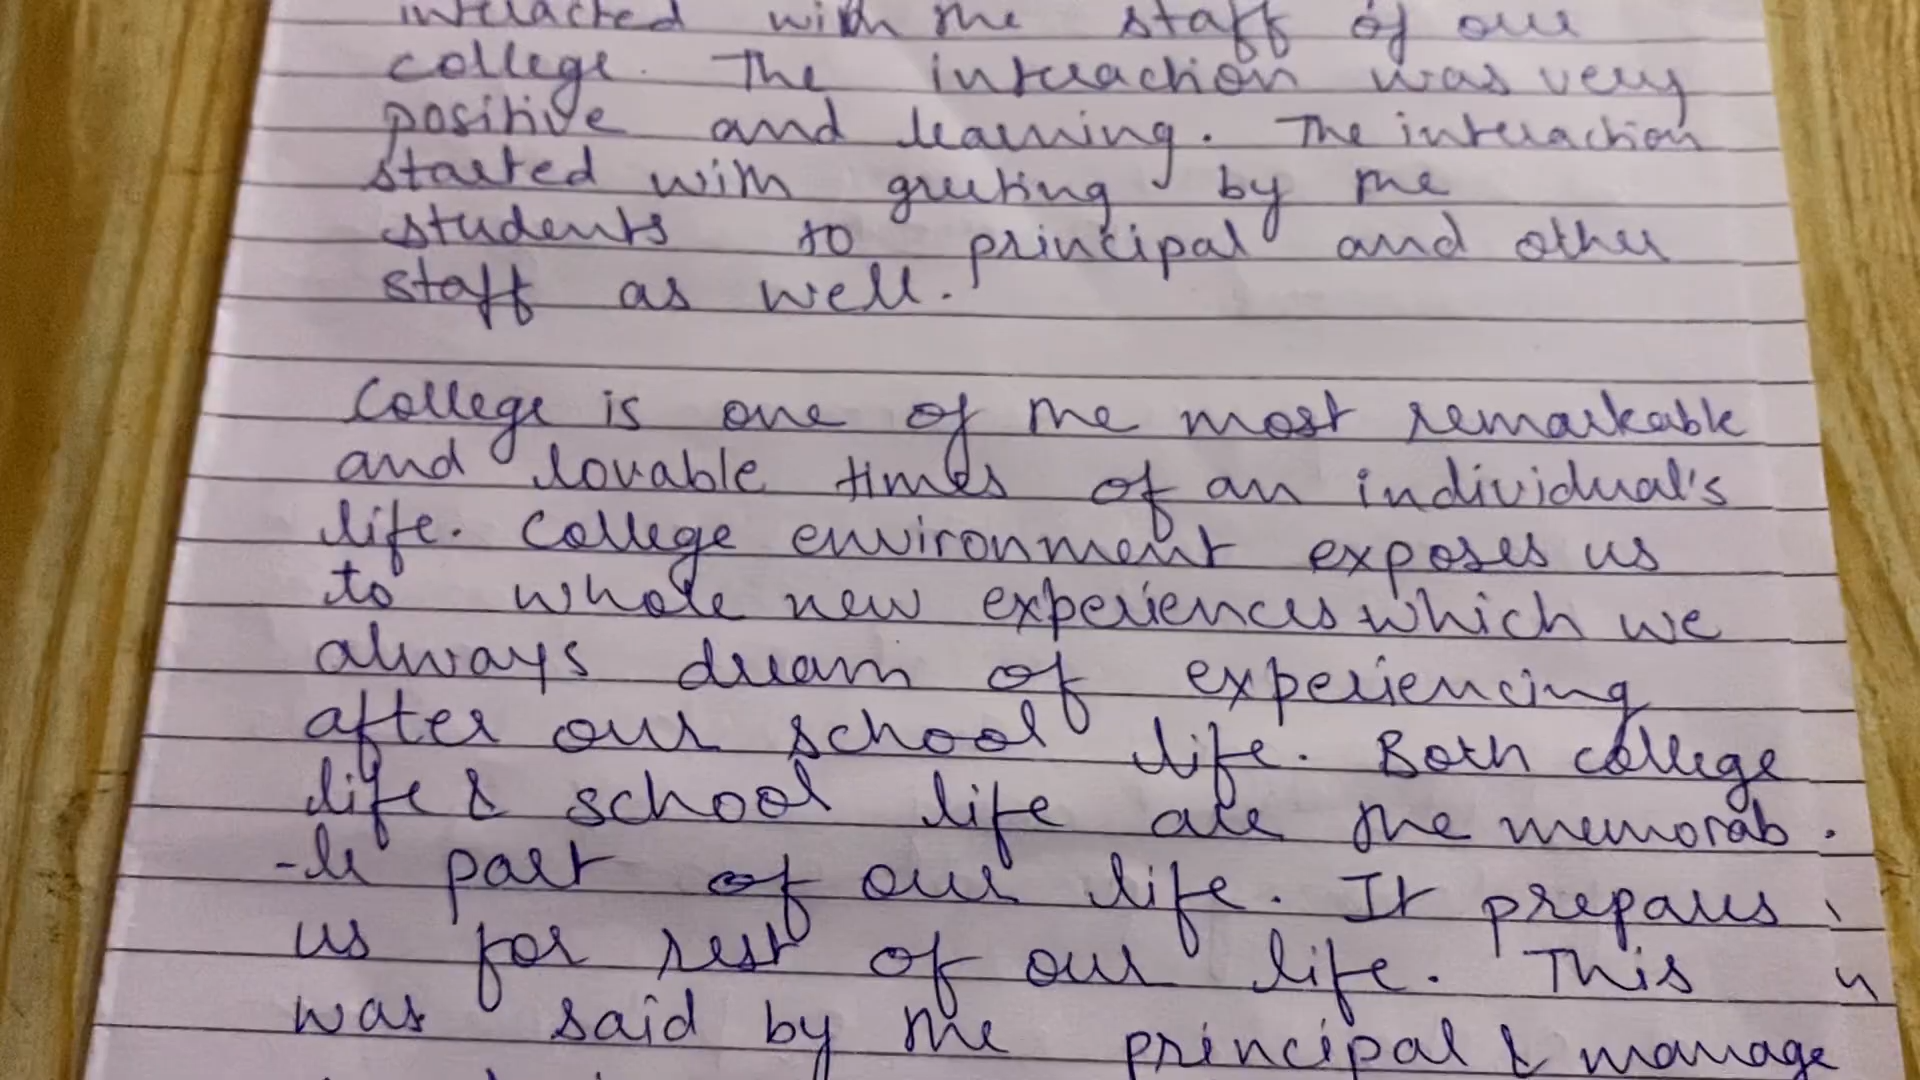 interacted with the staff of our
college. The interaction was very
positive and learning. The interaction
started with greeting by the
students to principal and other
staff as well.
College is one of the most remarkable
and lovable times of an individual's
life. College environment exposes us
to whole new experiences which we
always dream of experiencing
after our school life. Both college
life & school life are the memorab
-le part of our life. It prepares
us for rest of our life. This
was said by the principal & manage